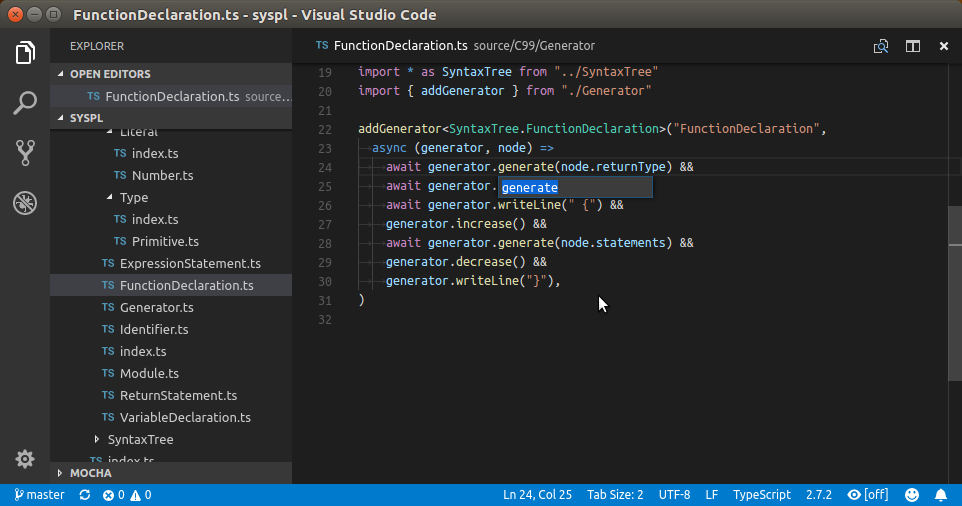 FunctionDeclaration.ts - syspl - Visual Studio Code
EXPLORER
OPEN EDITORS
TS FunctionDeclaration.ts source...
SYSPL
Literal
TS index.ts
TS Number.ts
Type
TS index.ts
TS Primitive.ts
TS ExpressionStatement.ts
TS FunctionDeclaration.ts
TS Generator.ts
TS Identifier.ts
TS index.ts
TS Module.ts
TS ReturnStatement.ts
TS VariableDeclaration.ts
SyntaxTree
TS index.ts
MOCHA
TS FunctionDeclaration.ts source/C99/Generator
19 import * as SyntaxTree from "../SyntaxTree"
20 import { addGenerator } from "./Generator"
21
22 addGenerator<SyntaxTree.FunctionDeclaration>("FunctionDeclaration",
23 async (generator, node) =>
24 await generator.generate(node.returnType) &&
25 await generator.
generate
26 await generator.writeLine(" {") &&
27 generator.increase() &&
28 await generator.generate(node.statements) &&
29 generator.decrease() &&
30 generator.writeLine("}"),
31 )
32
master 0 0 Ln 24, Col 25 Tab Size: 2 UTF-8 LF TypeScript 2.7.2 [off]